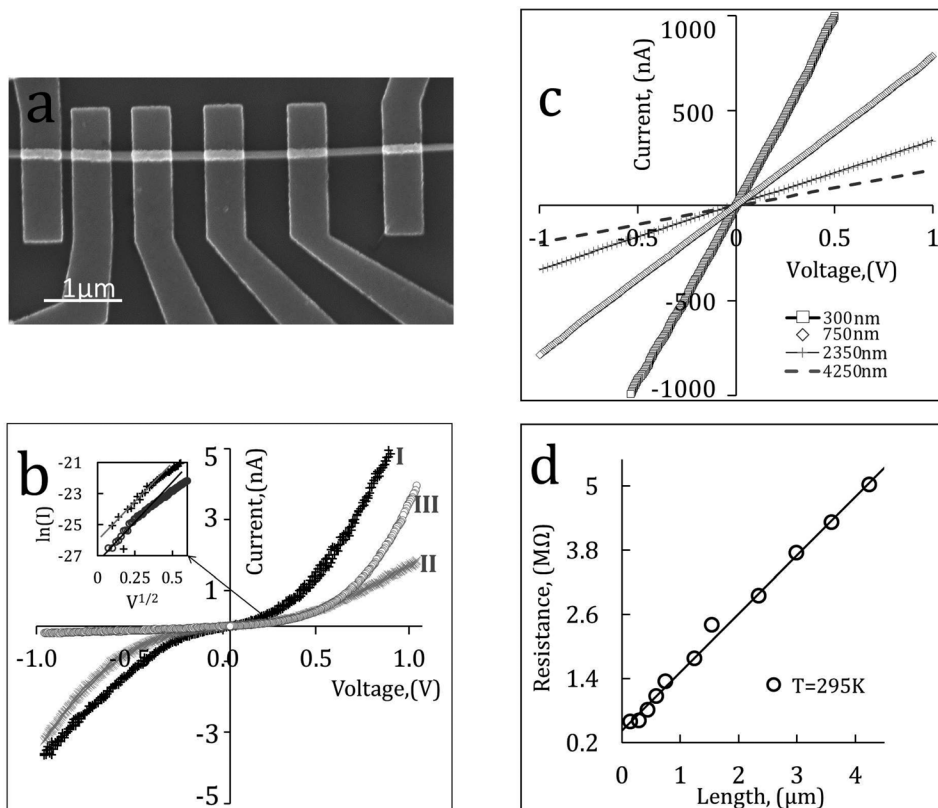 a
1μm
c
Current, (nA)
1000
500
-1
-0.5
0
0.5
1
Voltage,(V)
-500
-1000
300nm
750nm
2350nm
4250nm
b
-21
-23
-25
-27
ln(I)
0
0.25
0.5
V1/2
Current,(nA)
5
3
1
-1.0
-0.5
0.0
0.5
1.0
Voltage,(V)
-3
-5
I
III
II
d
Resistance, (MΩ)
5
3.8
2.6
1.4
0.2
T=295K
0
1
2
3
4
Length, (μm)